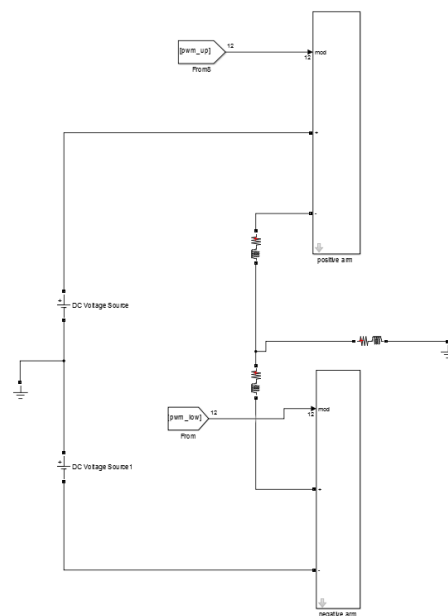 [pwm_up]
12
From8
mod
12
+
-
positive arm
+
DC Voltage Source
[pwm_low]
12
From
mod
12
+
DC Voltage Source1
+
-
negative arm